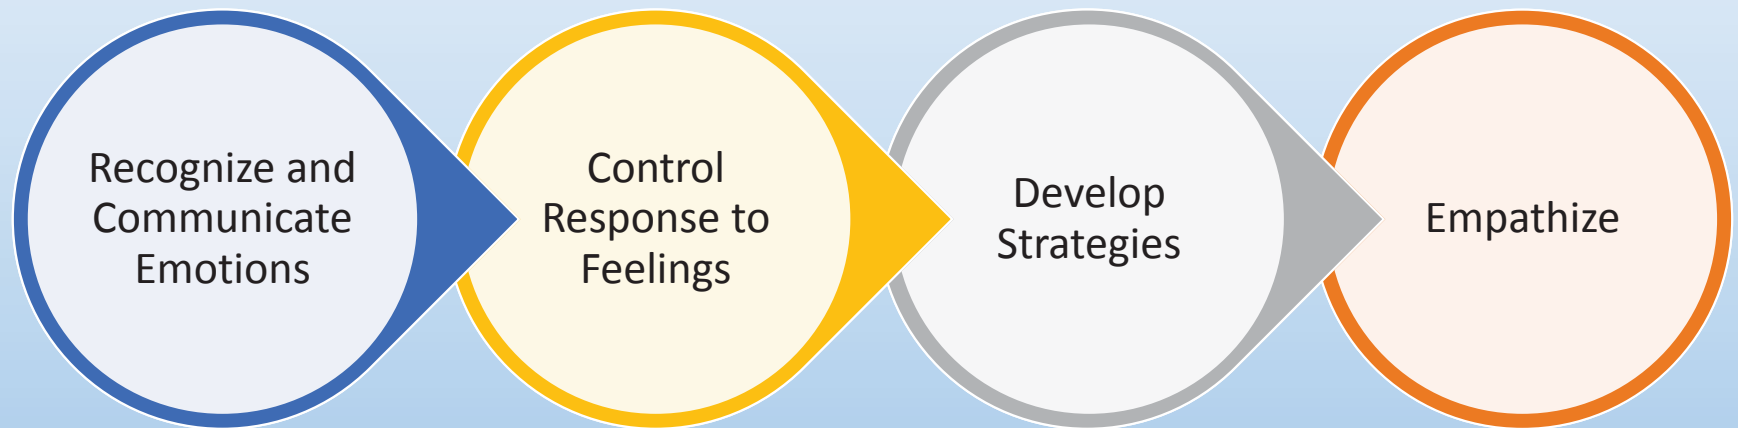 Recognize and
Communicate
Emotions
Control
Response to
Feelings
Develop
Strategies
Empathize